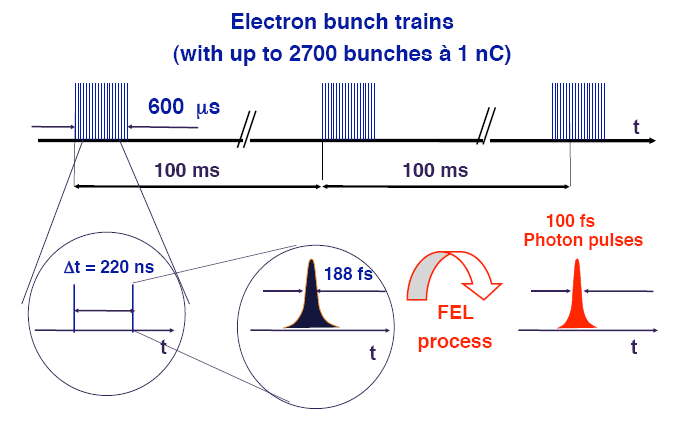 Electron bunch trains
(with up to 2700 bunches à 1 nC)
600 μs
t
100 ms
100 ms
100 fs
Photon pulses
Δt = 220 ns
188 fs
FEL
process
t
t
t